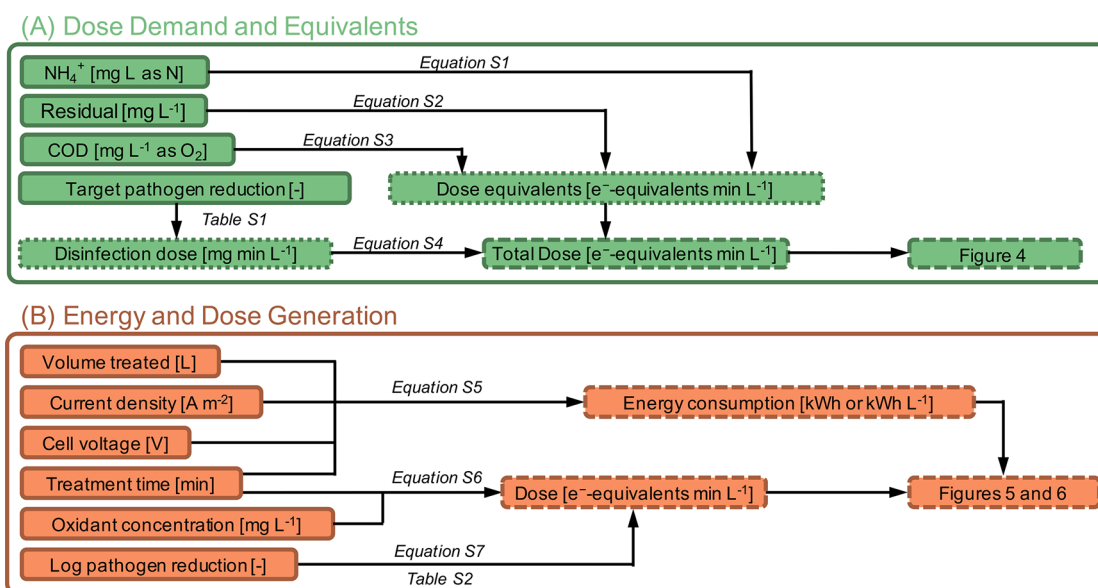 (A) Dose Demand and Equivalents
NH₄⁺ [mg L as N]
Equation S1
Residual [mg L⁻¹]
Equation S2
COD [mg L⁻¹ as O₂]
Equation S3
Target pathogen reduction [-]
Dose equivalents [e⁻-equivalents min L⁻¹]
Table S1
Disinfection dose [mg min L⁻¹]
Equation S4
Total Dose [e⁻-equivalents min L⁻¹]
Figure 4
(B) Energy and Dose Generation
Volume treated [L]
Current density [A m⁻²]
Equation S5
Energy consumption [kWh or kWh L⁻¹]
Cell voltage [V]
Treatment time [min]
Equation S6
Dose [e⁻-equivalents min L⁻¹]
Figures 5 and 6
Oxidant concentration [mg L⁻¹]
Log pathogen reduction [-]
Equation S7
Table S2